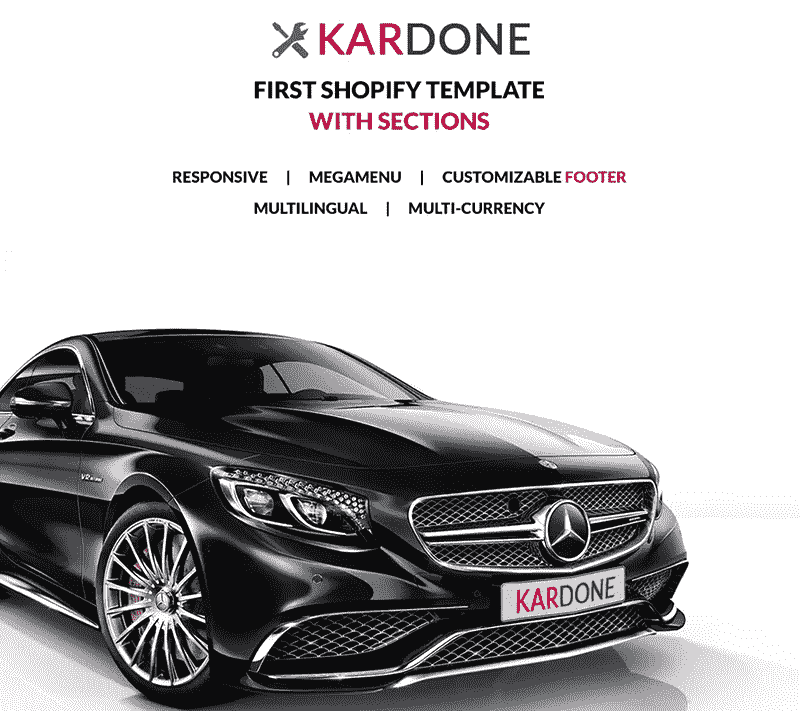 KARDONE
FIRST SHOPIFY TEMPLATE
WITH SECTIONS
RESPONSIVE | MEGAMENU | CUSTOMIZABLE FOOTER
MULTILINGUAL | MULTI-CURRENCY
KARDONE